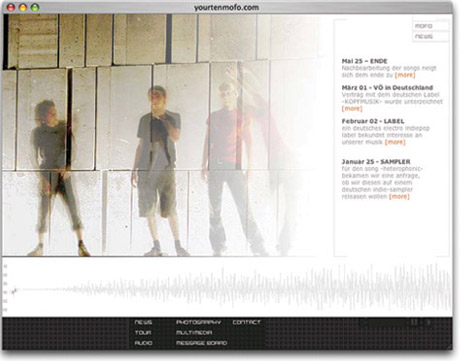 yourtenmofo.com
MOFO
NEWS
Mai 25 – ENDE
Nachbearbeitung der songs neigt
sich dem ende zu [more]
März 01 - VÖ in Deutschland
Vertrag mit dem deutschen Label
-KOPFMUSIK- wurde unterzeichnet
[more]
Februar 02 - LABEL
ein deutsches electro indiepop
label bekundet interesse an
unserer musik [more]
Januar 25 - SAMPLER
für den song -heterophonic-
bekamen wir eine anfrage,
ob wir diesen auf einem
deutschen indie-sampler
releasen wollen [more]
NEWS PHOTOGRAPHY CONTACT
TOUR MULTIMEDIA
AUDIO MESSAGE BOARD